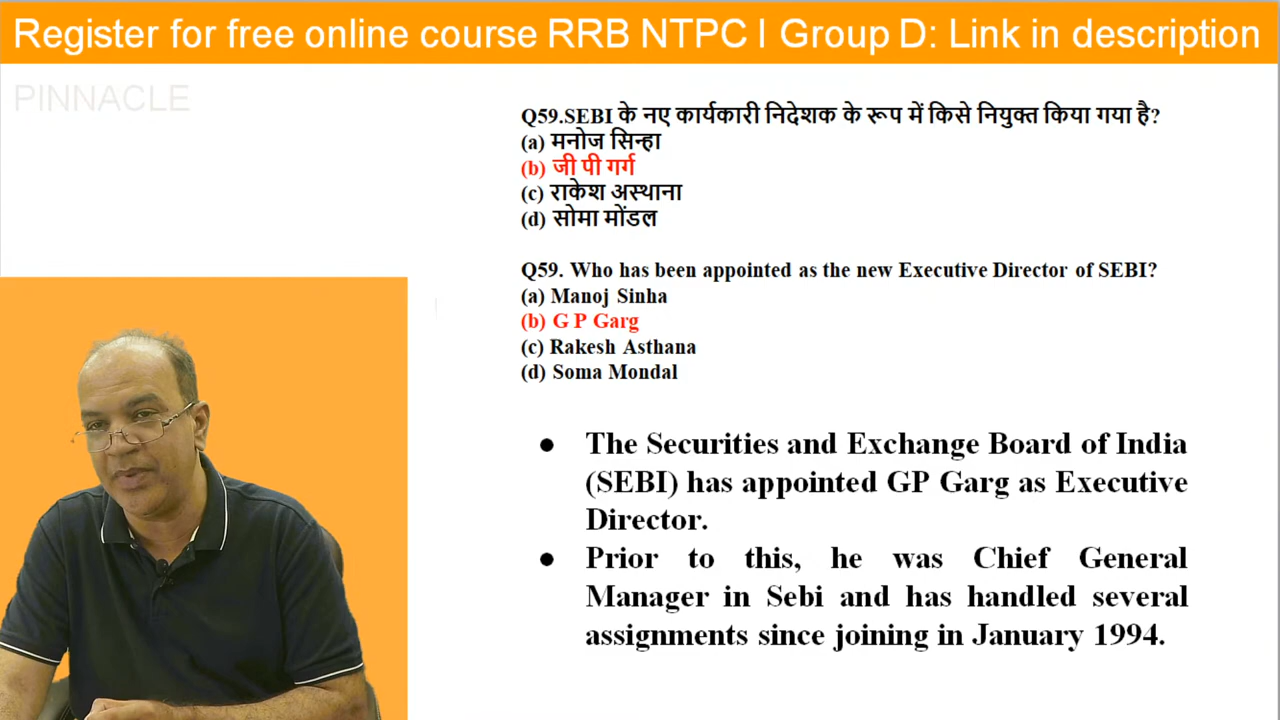 Register for free online course RRB NTPC I Group D: Link in description
PINNACLE
Q59.SEBI के नए कार्यकारी निदेशक के रूप में किसे नियुक्त किया गया है?
(a) मनोज सिन्हा
(b) जी पी गर्ग
(c) राकेश अस्थाना
(d) सोमा मोंडल
Q59. Who has been appointed as the new Executive Director of SEBI?
(a) Manoj Sinha
(b) G P Garg
(c) Rakesh Asthana
(d) Soma Mondal
● The Securities and Exchange Board of India
(SEBI) has appointed GP Garg as Executive
Director.
● Prior to this, he was Chief General
Manager in Sebi and has handled several
assignments since joining in January 1994.